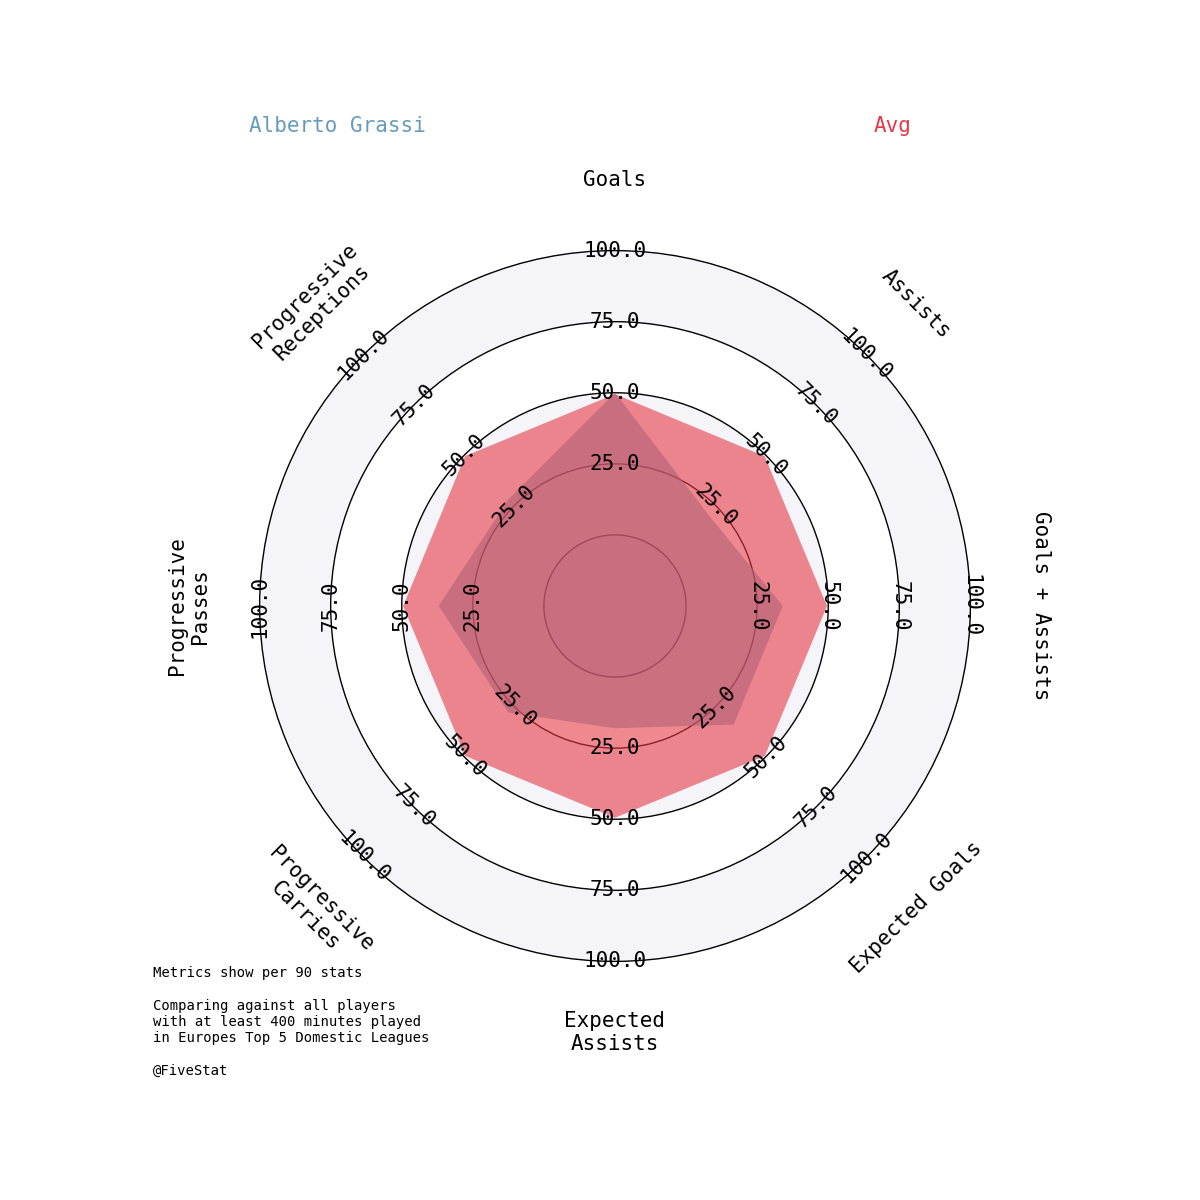 Alberto Grassi
Avg
Goals
Assists
Goals + Assists
Expected Goals
Expected
Assists
Progressive
Carries
Progressive
Passes
Progressive
Receptions
100.0
75.0
50.0
25.0
100.0
75.0
50.0
25.0
100.0
75.0
50.0
25.0
100.0
75.0
50.0
25.0
100.0
75.0
50.0
25.0
100.0
75.0
50.0
25.0
100.0
75.0
50.0
25.0
100.0
75.0
50.0
25.0
Metrics show per 90 stats
Comparing against all players
with at least 400 minutes played
in Europes Top 5 Domestic Leagues
@FiveStat